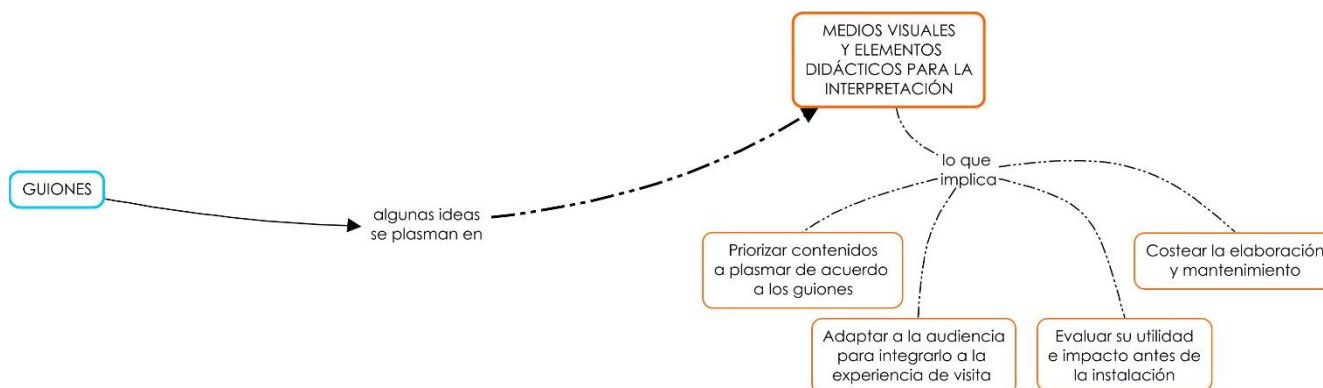 MEDIOS VISUALES
Y ELEMENTOS
DIDÁCTICOS PARA LA
INTERPRETACIÓN
GUIONES
algunas ideas
se plasman en
lo que
implica
Priorizar contenidos
a plasmar de acuerdo
a los guiones
Costear la elaboración
y mantenimiento
Adaptar a la audiencia
para integrarlo a la
experiencia de visita
Evaluar su utilidad
e impacto antes de
la instalación